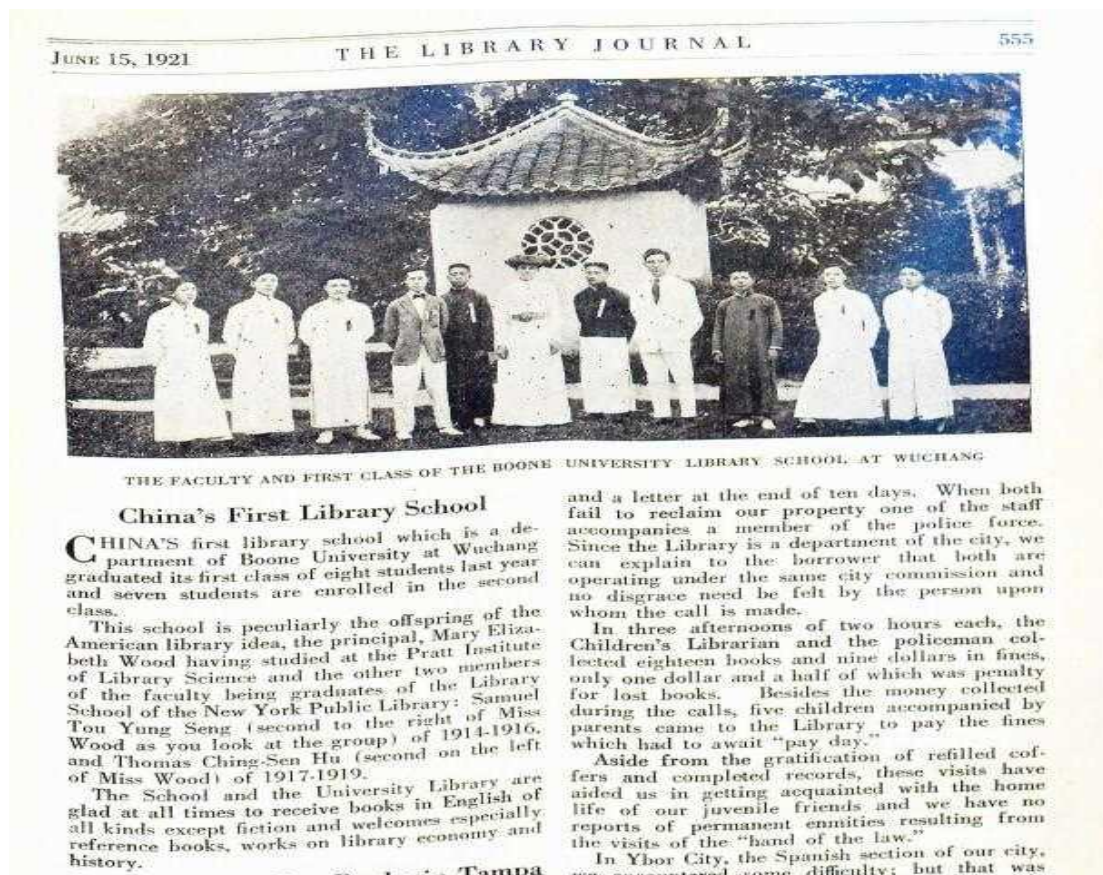 JUNE 15, 1921
THE LIBRARY JOURNAL
555
THE FACULTY AND FIRST CLASS OF THE BOONE UNIVERSITY LIBRARY SCHOOL AT WUCHANG
China's First Library School
CHINA'S first library school which is a de-
partment of Boone University at Wuchang
graduated its first class of eight students last year
and seven students are enrolled in the second
class.
This school is peculiarly the offspring of the
American library idea, the principal, Mary Eliza-
beth Wood having studied at the Pratt Institute
of Library Science and the other two members
of the faculty being graduates of the Library
School of the New York Public Library: Samuel
Tou Yung Seng (second to the right of Miss
Wood as you look at the group) of 1914-1916,
and Thomas Ching-Sen Hu (second on the left
of Miss Wood) of 1917-1919.
The School and the University Library are
glad at all times to receive books in English of
all kinds except fiction and welcomes especially
reference books, works on library economy and
history.
Tampa
and a letter at the end of ten days. When both
fail to reclaim our property one of the staff
accompanies a member of the police force.
Since the Library is a department of the city, we
can explain to the borrower that both are
operating under the same city commission and
no disgrace need be felt by the person upon
whom the call is made.
In three afternoons of two hours each, the
Children's Librarian and the policeman col-
lected eighteen books and nine dollars in fines,
only one dollar and a half of which was penalty
for lost books. Besides the money collected
during the calls, five children accompanied by
parents came to the Library to pay the fines
which had to await "pay day."
Aside from the gratification of refilled cof-
fers and completed records, these visits have
aided us in getting acquainted with the home
life of our juvenile friends and we have no
reports of permanent enmities resulting from
the visits of the "hand of the law."
In Ybor City, the Spanish section of our city,
we encountered some difficulty; but that was